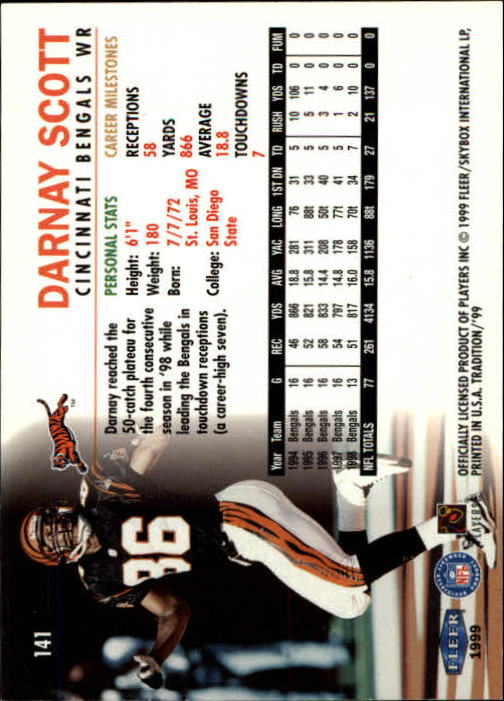 141
DARNAY SCOTT
CINCINNATI BENGALS WR
Darnay reached the
50-catch plateau for
the fourth consecutive
season in '98 while
leading the Bengals in
touchdown receptions
(a career-high seven).
PERSONAL STATS
Height: 6'1"
Weight: 180
Born: 7/7/72
St. Louis, MO
College: San Diego
State
CAREER MILESTONES
RECEPTIONS
58
YARDS
866
AVERAGE
18.8
TOUCHDOWNS
7
Year Team G REC YDS AVG YAC LONG 1ST DN TD RUSH YDS TD FUM
1994 Bengals 16 46 866 18.8 281 76 31 5 10 106 0 0
1995 Bengals 16 52 821 15.8 311 88t 33 5 5 11 0 0
1996 Bengals 16 58 833 14.4 208 50t 40 5 3 4 0 0
1997 Bengals 16 54 797 14.8 178 77t 41 5 1 6 0 0
1998 Bengals 13 51 817 16.0 158 70t 34 7 2 10 0 0
NFL TOTALS 77 261 4134 15.8 1136 88t 179 27 21 137 0 0
OFFICIALLY LICENSED PRODUCT OF PLAYERS INC © 1999 FLEER/SKYBOX INTERNATIONAL LP,
PRINTED IN U.S.A. TRADITION//'99
86
FLEER
1999
NFL
PLAYERS